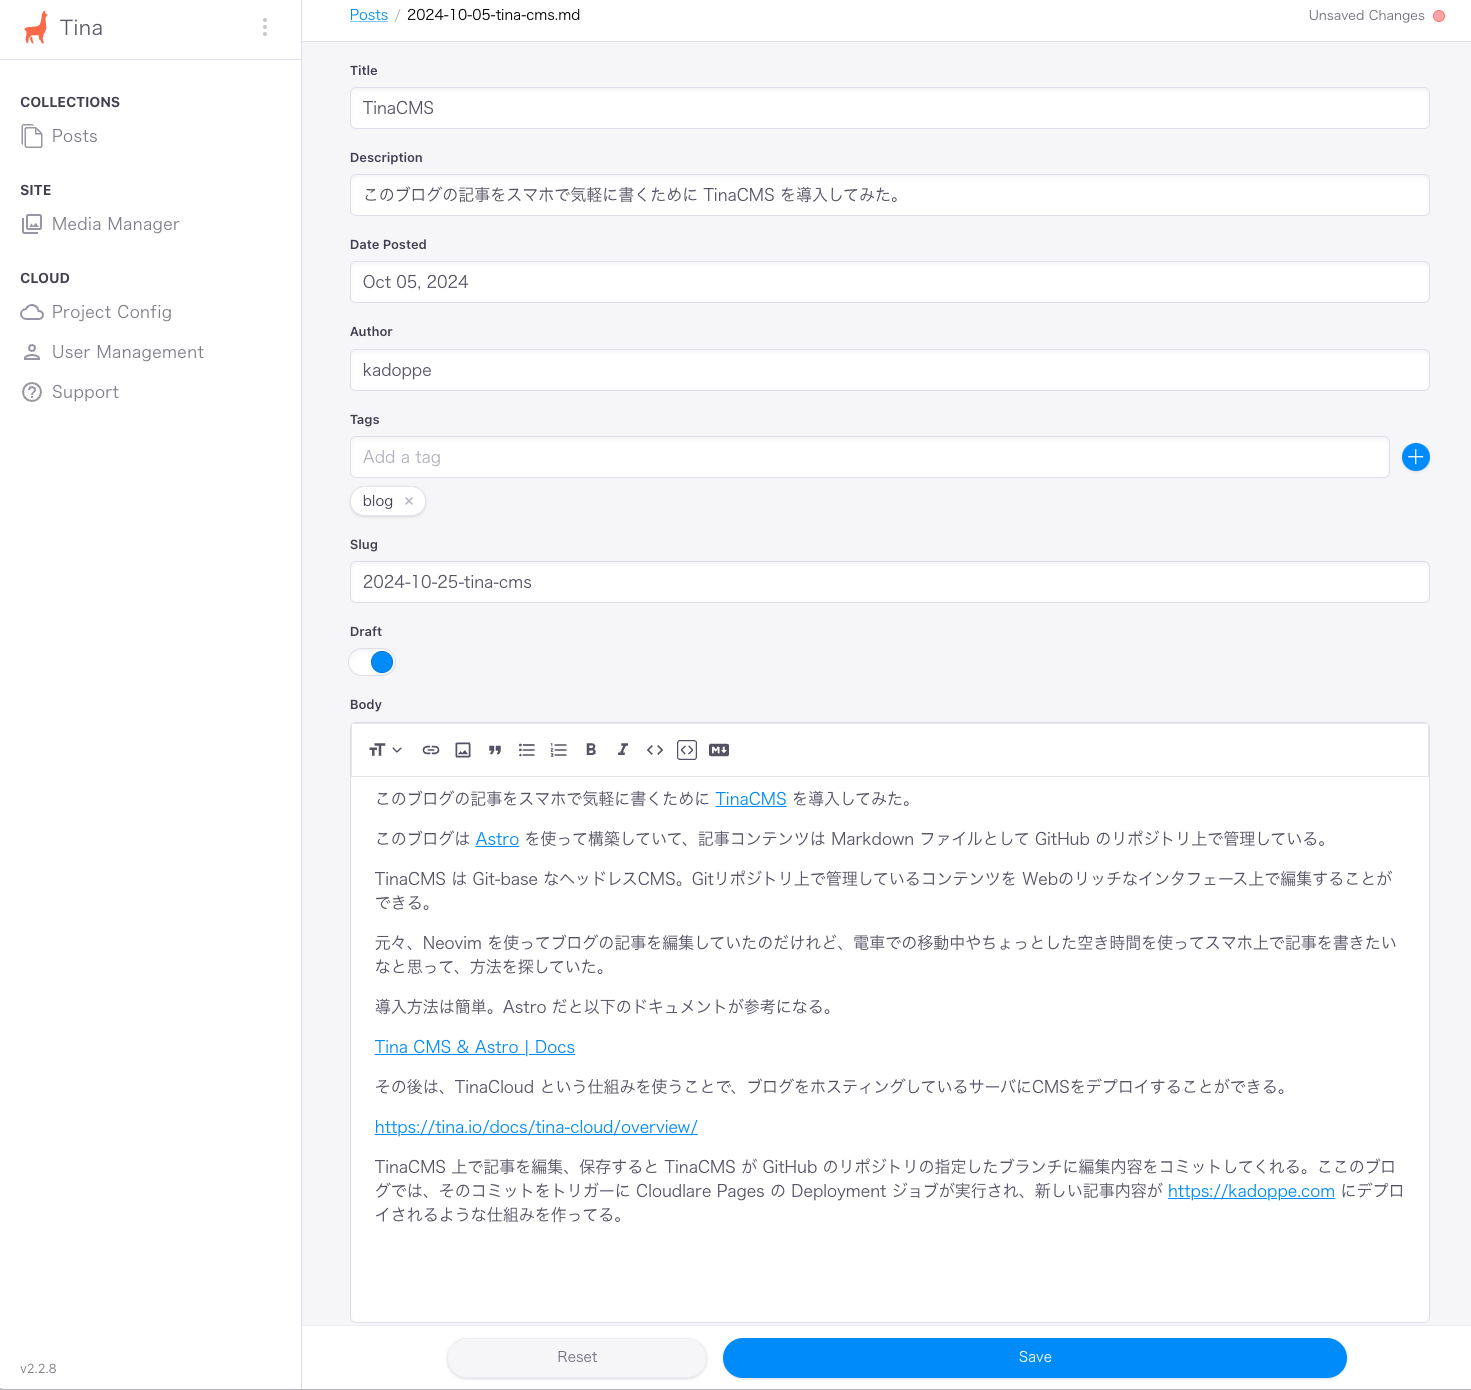 Tina
COLLECTIONS
Posts
SITE
Media Manager
CLOUD
Project Config
User Management
Support
v2.2.8
Posts / 2024-10-05-tina-cms.md
Unsaved Changes
Title
TinaCMS
Description
このブログの記事をスマホで気軽に書くために TinaCMS を導入してみた。
Date Posted
Oct 05, 2024
Author
kadoppe
Tags
Add a tag
blog ×
Slug
2024-10-25-tina-cms
Draft
Body
このブログの記事をスマホで気軽に書くために TinaCMS を導入してみた。
このブログは Astro を使って構築していて、記事コンテンツは Markdown ファイルとして GitHub のリポジトリ上で管理している。
TinaCMS は Git-base なヘッドレスCMS。Gitリポジトリ上で管理しているコンテンツを Webのリッチなインタフェース上で編集することが
できる。
元々、Neovim を使ってブログの記事を編集していたのだけれど、電車での移動中やちょっとした空き時間を使ってスマホ上で記事を書きたい
なと思って、方法を探していた。
導入方法は簡単。Astro だと以下のドキュメントが参考になる。
Tina CMS & Astro | Docs
その後は、TinaCloud という仕組みを使うことで、ブログをホスティングしているサーバにCMSをデプロイすることができる。
https://tina.io/docs/tina-cloud/overview/
TinaCMS 上で記事を編集、保存すると TinaCMS が GitHub のリポジトリの指定したブランチに編集内容をコミットしてくれる。ここのブロ
グでは、そのコミットをトリガーに Cloudlare Pages の Deployment ジョブが実行され、新しい記事内容が https://kadoppe.com にデプロ
イされるような仕組みを作ってる。
Reset
Save